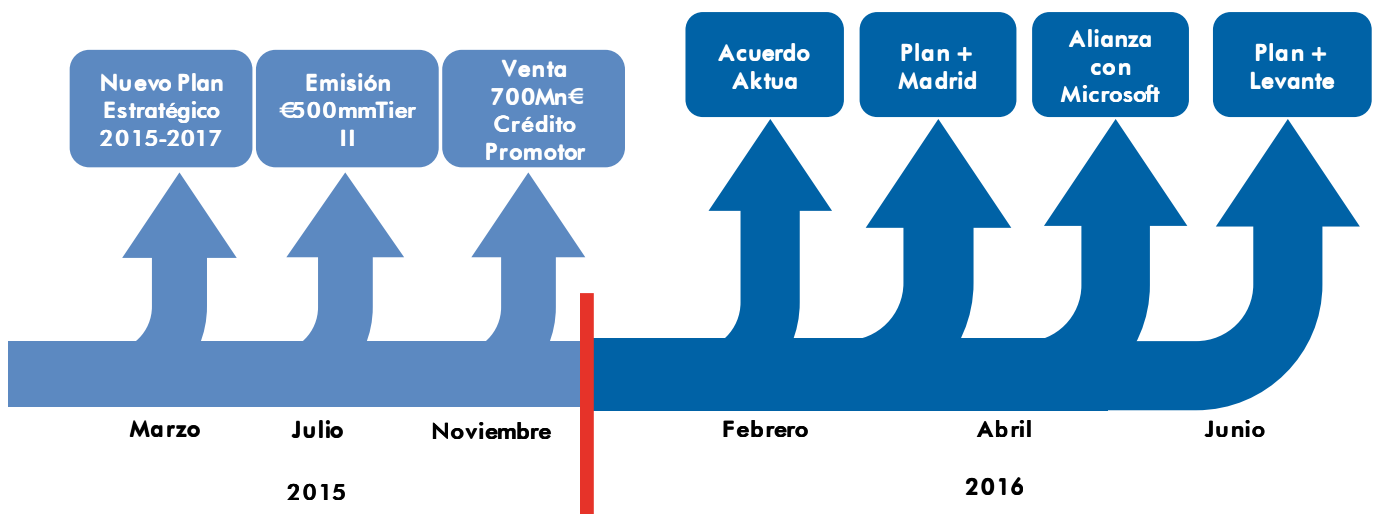 Nuevo Plan
Estratégico
2015-2017
Emisión
€500mmTier
II
Venta
700Mn€
Crédito
Promotor
Acuerdo
Aktua
Plan +
Madrid
Alianza
con
Microsoft
Plan +
Levante
Marzo
Julio
Noviembre
Febrero
Abril
Junio
2015
2016